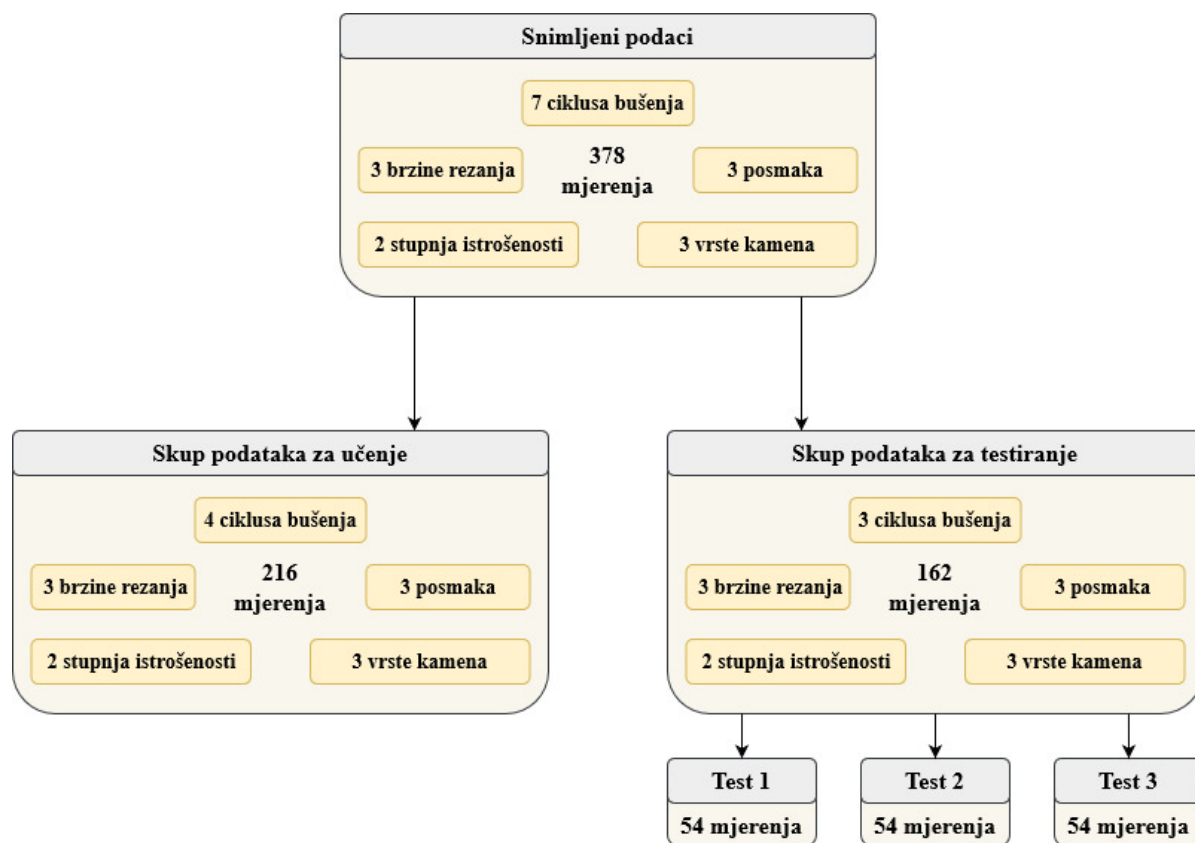 Snimljeni podaci
7 ciklusa bušenja
3 brzine rezanja
378
mjerenja
3 posmaka
2 stupnja istrošenosti
3 vrste kamena
Skup podataka za učenje
4 ciklusa bušenja
3 brzine rezanja
216
mjerenja
3 posmaka
2 stupnja istrošenosti
3 vrste kamena
Skup podataka za testiranje
3 ciklusa bušenja
3 brzine rezanja
162
mjerenja
3 posmaka
2 stupnja istrošenosti
3 vrste kamena
Test 1
54 mjerenja
Test 2
54 mjerenja
Test 3
54 mjerenja